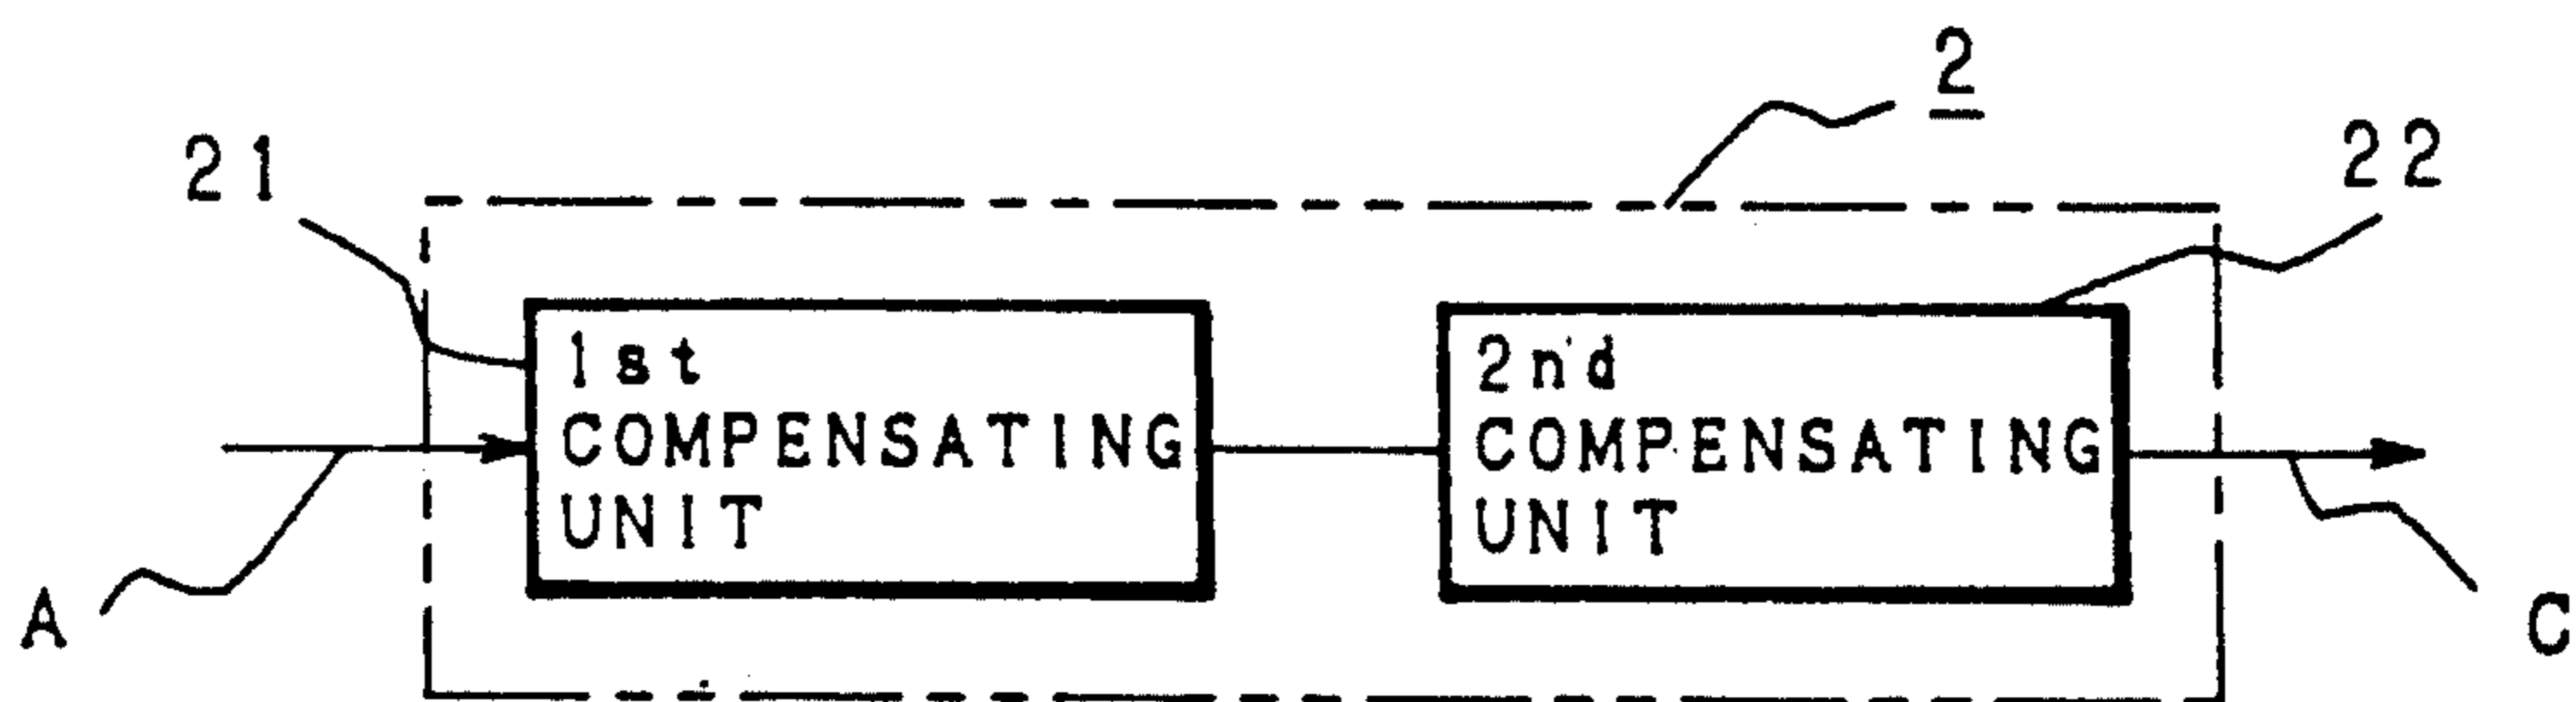 2
21
22
1st
COMPENSATING
UNIT
2nd
COMPENSATING
UNIT
A
C